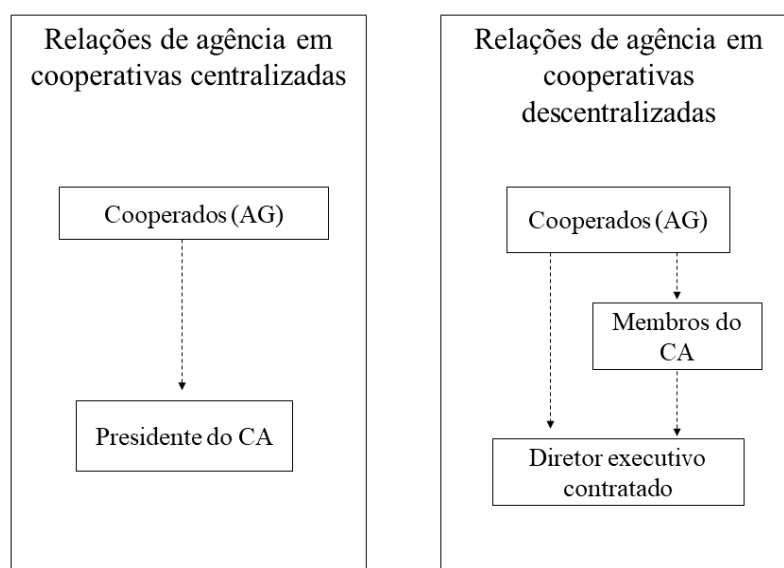 Relações de agência em
cooperativas centralizadas
Cooperados (AG)
Presidente do CA
Relações de agência em
cooperativas
descentralizadas
Cooperados (AG)
Membros do
CA
Diretor executivo
contratado